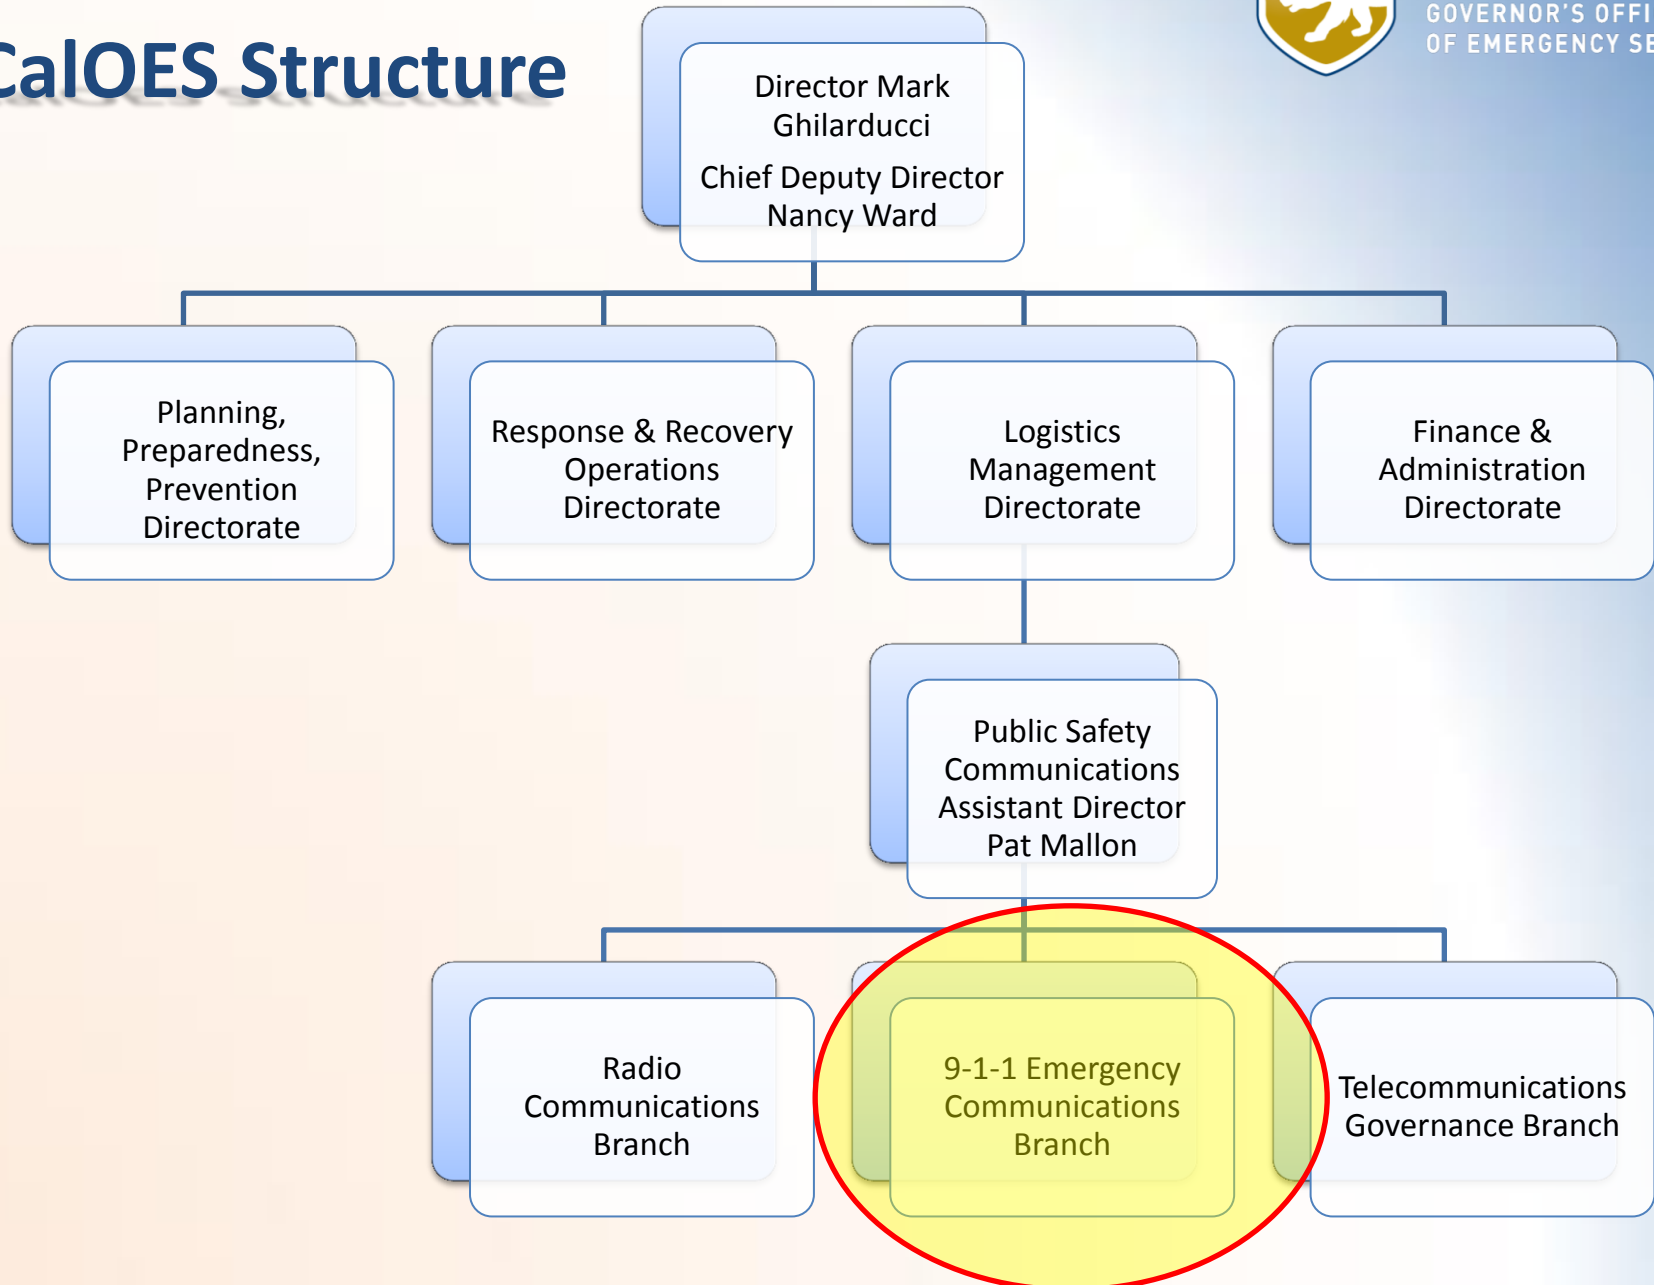 CalOES Structure
GOVERNOR'S OFFI
OF EMERGENCY SE
Director Mark
Ghilarducci
Chief Deputy Director
Nancy Ward
Planning,
Preparedness,
Prevention
Directorate
Response & Recovery
Operations
Directorate
Logistics
Management
Directorate
Finance &
Administration
Directorate
Public Safety
Communications
Assistant Director
Pat Mallon
Radio
Communications
Branch
9-1-1 Emergency
Communications
Branch
Telecommunications
Governance Branch